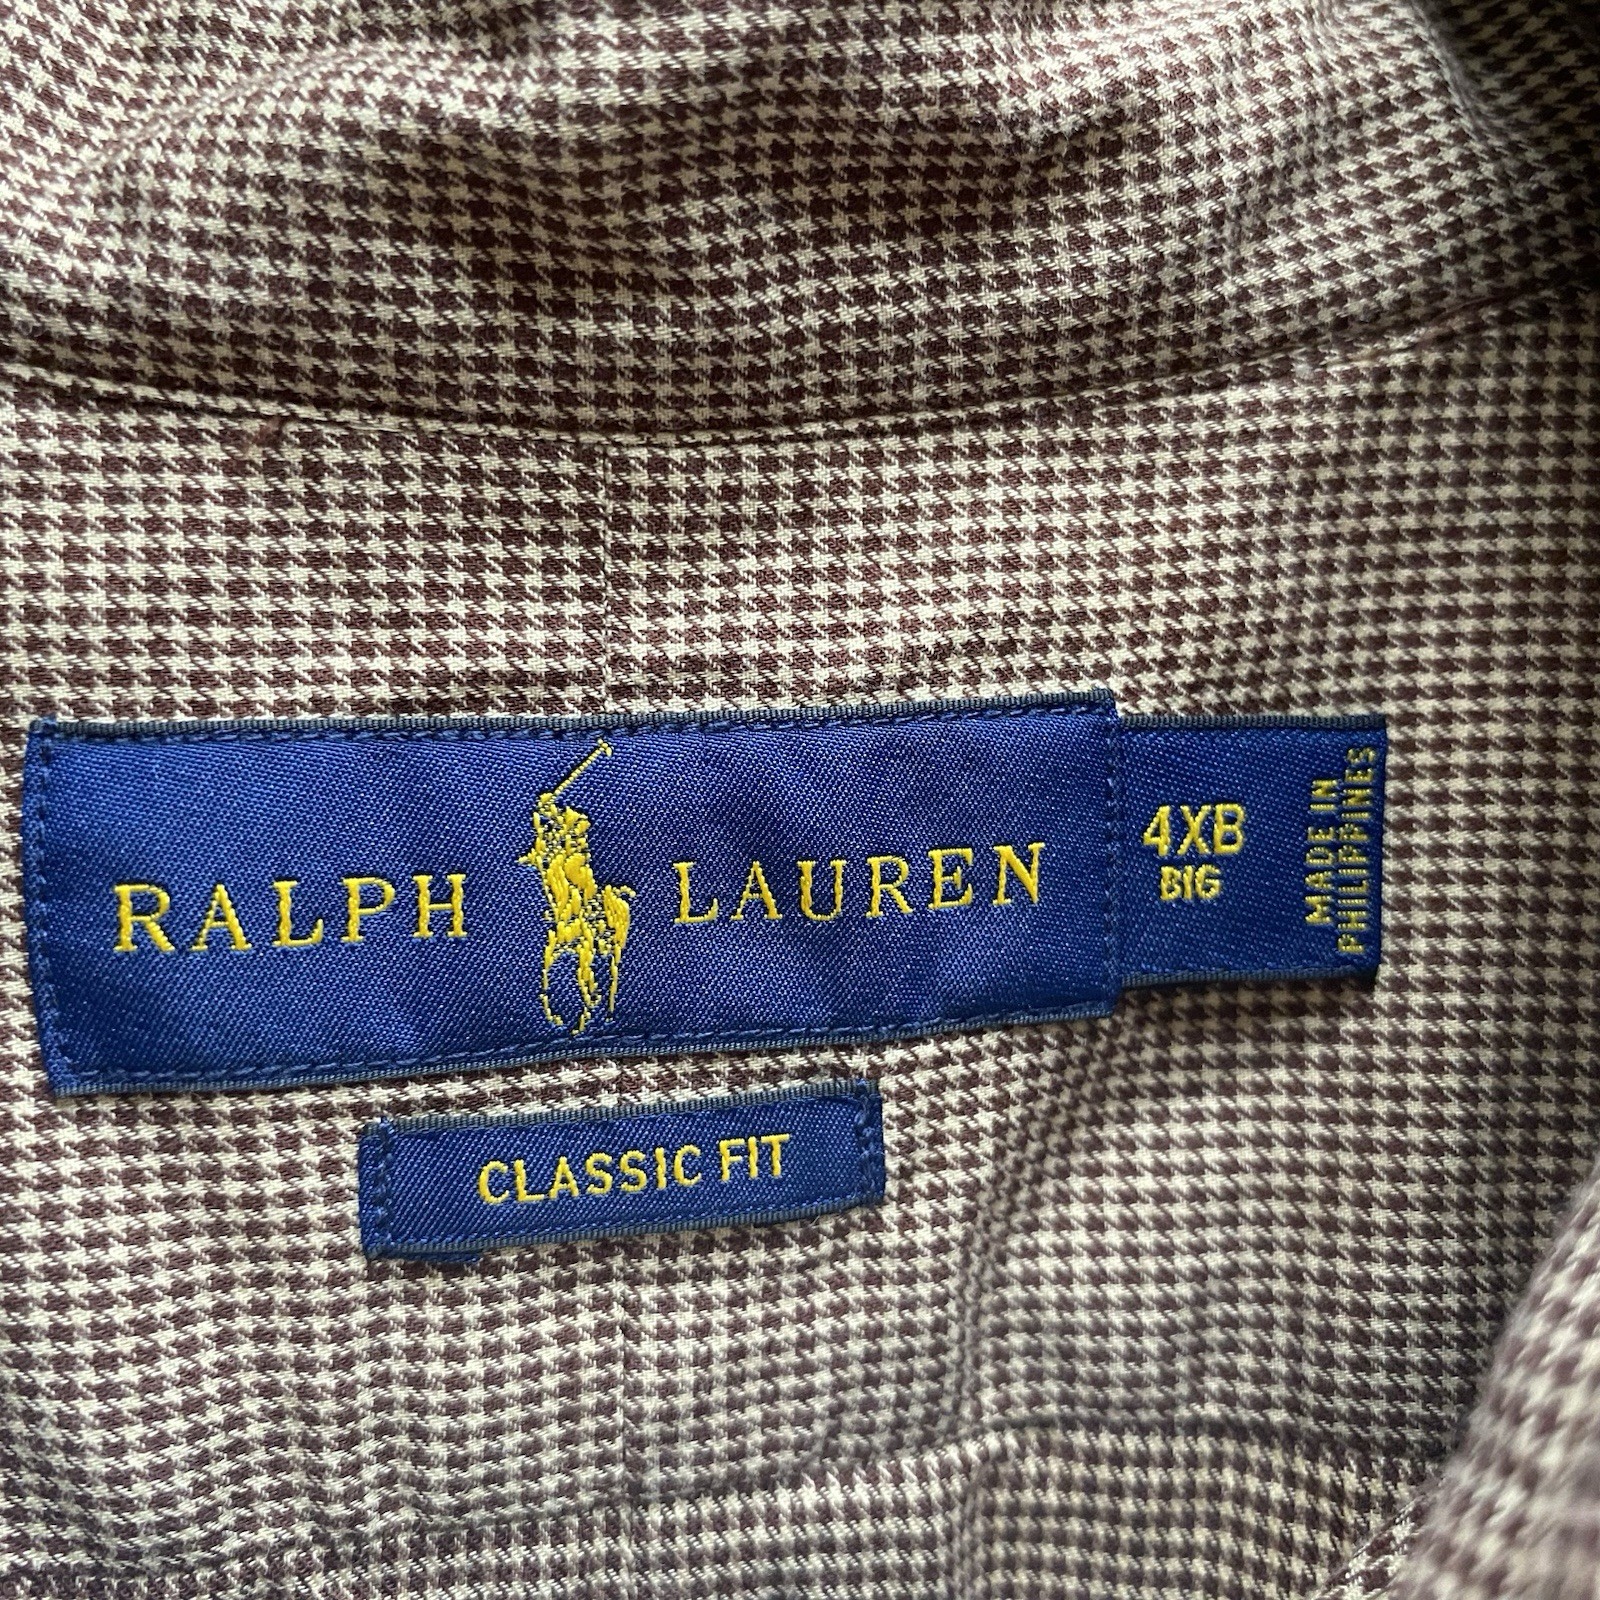 RALPH LAUREN
4XB
BIG
MADE IN
PHILIPPINES
CLASSIC FIT